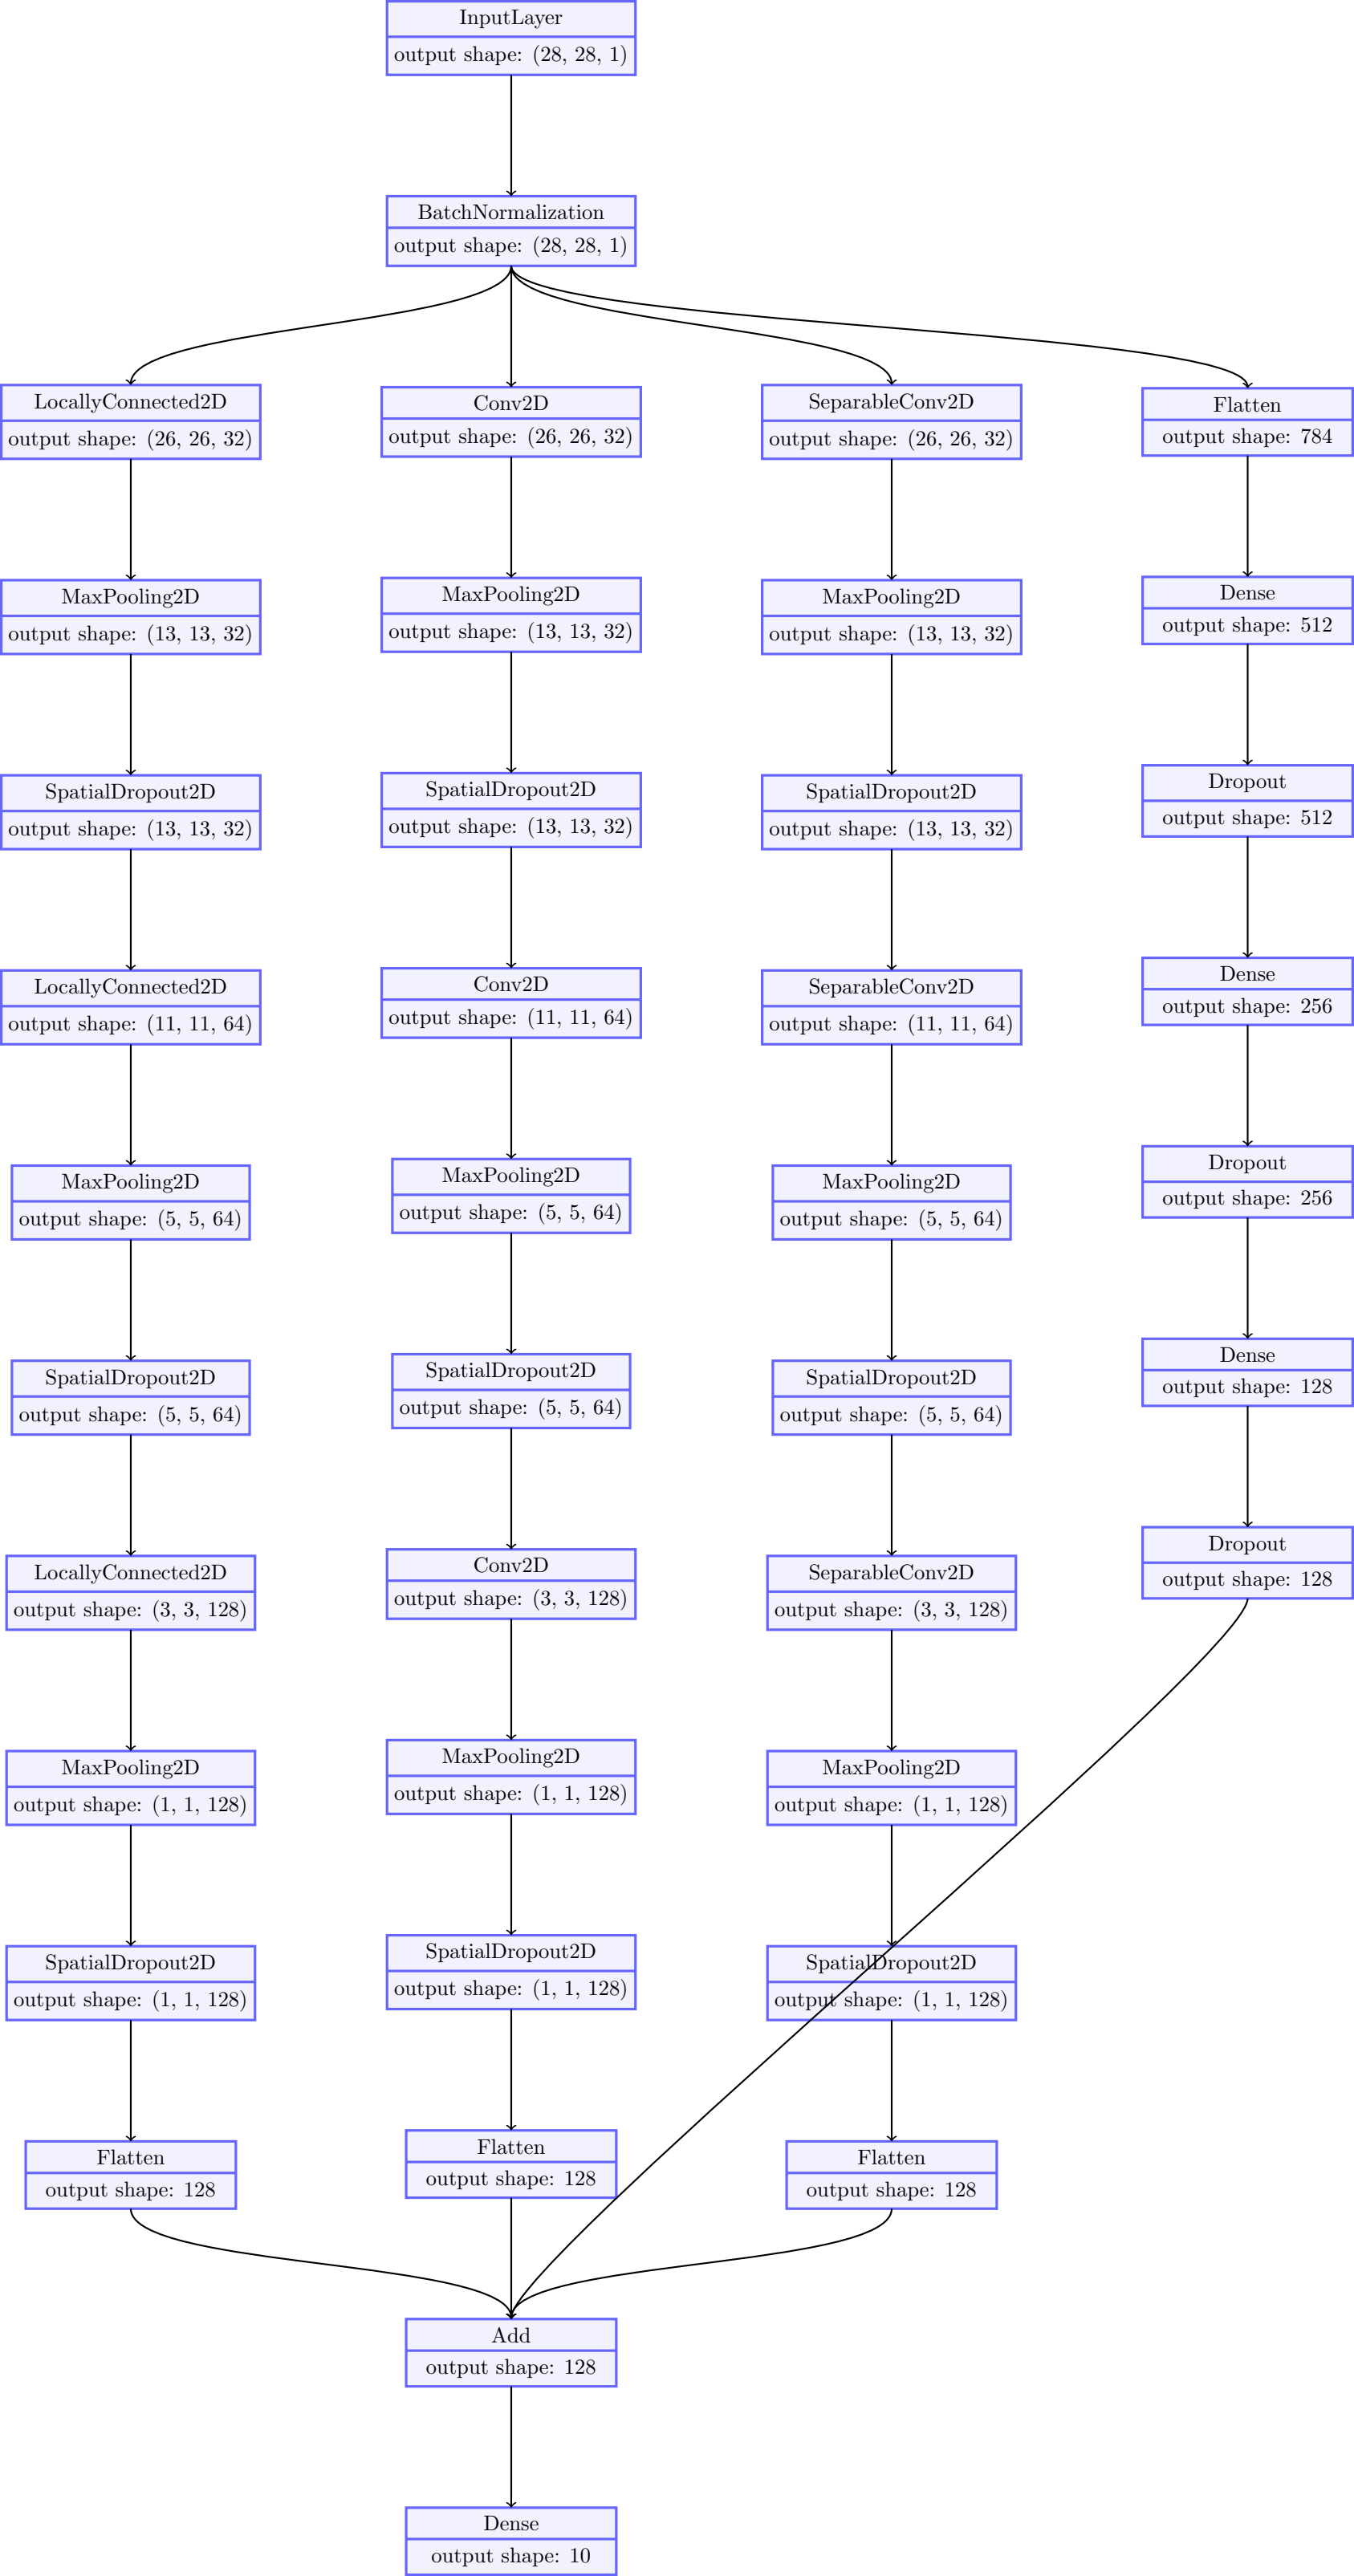 InputLayer
output shape: (28, 28, 1)
BatchNormalization
output shape: (28, 28, 1)
LocallyConnected2D
output shape: (26, 26, 32)
MaxPooling2D
output shape: (13, 13, 32)
SpatialDropout2D
output shape: (13, 13, 32)
LocallyConnected2D
output shape: (11, 11, 64)
MaxPooling2D
output shape: (5, 5, 64)
SpatialDropout2D
output shape: (5, 5, 64)
LocallyConnected2D
output shape: (3, 3, 128)
MaxPooling2D
output shape: (1, 1, 128)
SpatialDropout2D
output shape: (1, 1, 128)
Flatten
output shape: 128
Conv2D
output shape: (26, 26, 32)
MaxPooling2D
output shape: (13, 13, 32)
SpatialDropout2D
output shape: (13, 13, 32)
Conv2D
output shape: (11, 11, 64)
MaxPooling2D
output shape: (5, 5, 64)
SpatialDropout2D
output shape: (5, 5, 64)
Conv2D
output shape: (3, 3, 128)
MaxPooling2D
output shape: (1, 1, 128)
SpatialDropout2D
output shape: (1, 1, 128)
Flatten
output shape: 128
SeparableConv2D
output shape: (26, 26, 32)
MaxPooling2D
output shape: (13, 13, 32)
SpatialDropout2D
output shape: (13, 13, 32)
SeparableConv2D
output shape: (11, 11, 64)
MaxPooling2D
output shape: (5, 5, 64)
SpatialDropout2D
output shape: (5, 5, 64)
SeparableConv2D
output shape: (3, 3, 128)
MaxPooling2D
output shape: (1, 1, 128)
SpatialDropout2D
output shape: (1, 1, 128)
Flatten
output shape: 128
Flatten
output shape: 784
Dense
output shape: 512
Dropout
output shape: 512
Dense
output shape: 256
Dropout
output shape: 256
Dense
output shape: 128
Dropout
output shape: 128
Add
output shape: 128
Dense
output shape: 10